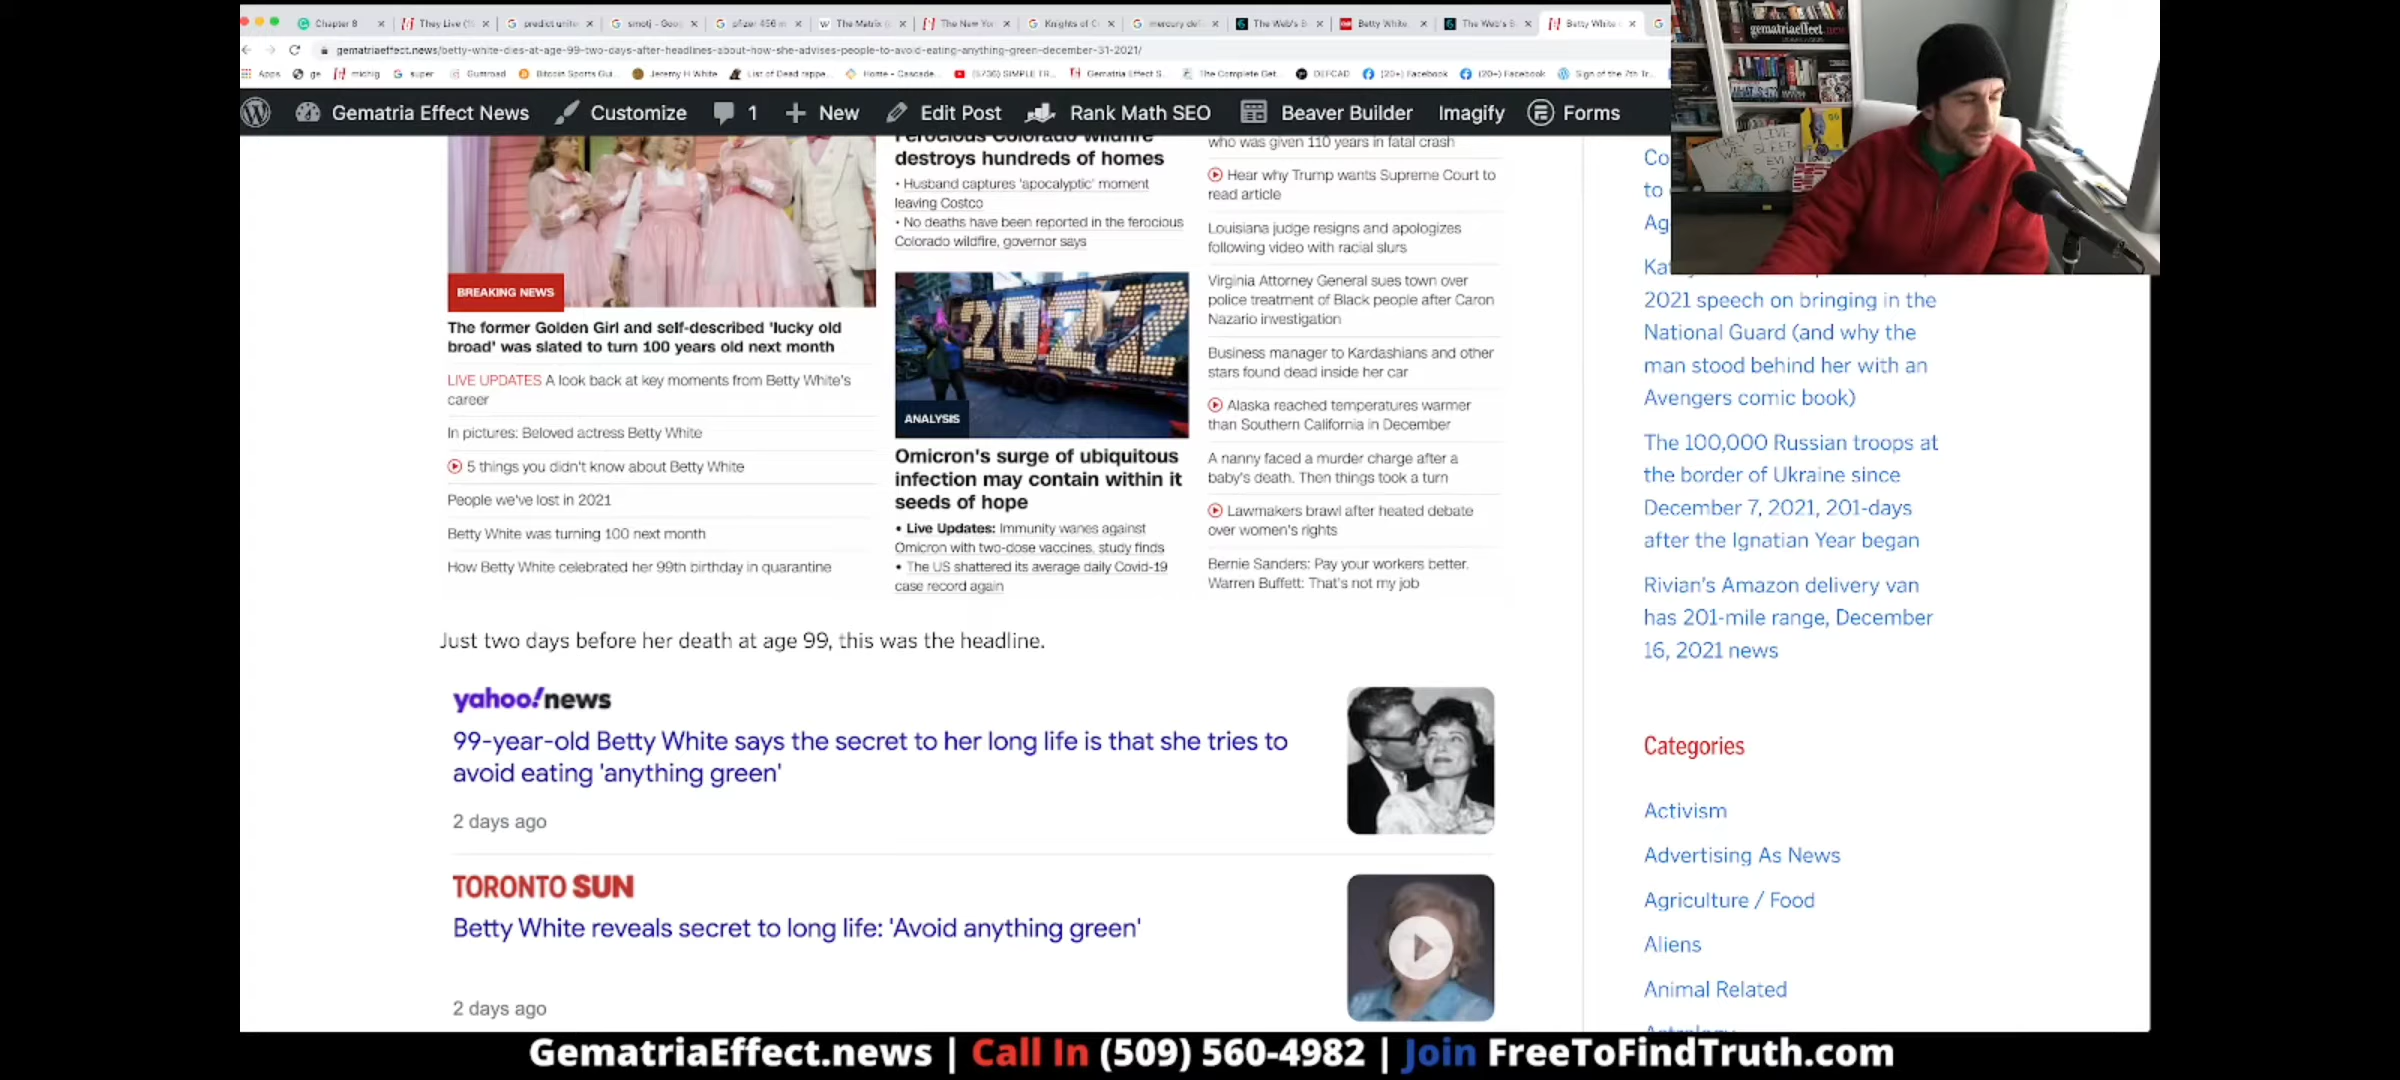 Chapter 8
They Live (
predict unite
smotj - Goo
pfizer 456 m
The Matrix (
The New Yo
Knights of C
mercury del
The Web's B
Betty White
The Web's B
Betty White
gematriaeffect.news/betty-white-dies-at-age-99-two-days-after-headlines-about-how-she-advises-people-to-avoid-eating-anything-green-december-31-2021/
Apps
ge
michig
super
Gumroad
Bitcoin Sports Gui...
Jeremy H White
List of Dead rappe...
Home - Cascade...
(5736) SIMPLE TR...
Gematria Effect S...
The Complete Get...
DEFCAD
(20+) Facebook
(20+) Facebook
Sign of the 7th Tr...
Gematria Effect News
Customize
1
New
Edit Post
Rank Math SEO
Beaver Builder
Imagify
Forms
gematriaeffect.news
BREAKING NEWS
The former Golden Girl and self-described 'lucky old
broad' was slated to turn 100 years old next month
LIVE UPDATES A look back at key moments from Betty White's
career
In pictures: Beloved actress Betty White
5 things you didn't know about Betty White
People we've lost in 2021
Betty White was turning 100 next month
How Betty White celebrated her 99th birthday in quarantine
Ferocious Colorado wildfire
destroys hundreds of homes
• Husband captures 'apocalyptic' moment
leaving Costco
• No deaths have been reported in the ferocious
Colorado wildfire, governor says
2022
ANALYSIS
Omicron's surge of ubiquitous
infection may contain within it
seeds of hope
• Live Updates: Immunity wanes against
Omicron with two-dose vaccines, study finds
• The US shattered its average daily Covid-19
case record again
who was given 110 years in fatal crash
Hear why Trump wants Supreme Court to
read article
Louisiana judge resigns and apologizes
following video with racial slurs
Virginia Attorney General sues town over
police treatment of Black people after Caron
Nazario investigation
Business manager to Kardashians and other
stars found dead inside her car
Alaska reached temperatures warmer
than Southern California in December
A nanny faced a murder charge after a
baby's death. Then things took a turn
Lawmakers brawl after heated debate
over women's rights
Bernie Sanders: Pay your workers better.
Warren Buffett: That's not my job
Just two days before her death at age 99, this was the headline.
yahoo!news
99-year-old Betty White says the secret to her long life is that she tries to
avoid eating 'anything green'
2 days ago
TORONTO SUN
Betty White reveals secret to long life: 'Avoid anything green'
2 days ago
Co
to
Ag
Kat
2021 speech on bringing in the
National Guard (and why the
man stood behind her with an
Avengers comic book)
The 100,000 Russian troops at
the border of Ukraine since
December 7, 2021, 201-days
after the Ignatian Year began
Rivian's Amazon delivery van
has 201-mile range, December
16, 2021 news
Categories
Activism
Advertising As News
Agriculture / Food
Aliens
Animal Related
Astrology
GematriaEffect.news | Call In (509) 560-4982 | Join FreeToFindTruth.com